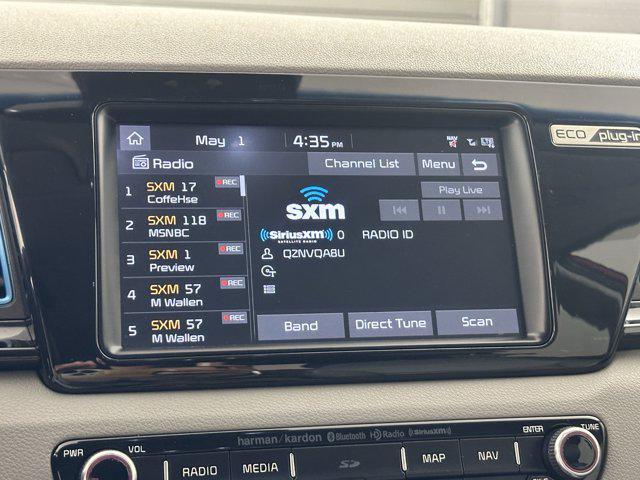 May 1 4:35 PM NAV
ECO plug-in
Radio Channel List Menu
1 SXM 17 REC
CoffeHse
2 SXM 118 REC
MSNBC
3 SXM 1 REC
Preview
4 SXM 57 REC
M Wallen
5 SXM 57 REC
M Wallen
Play Live
sxm
((SiriusXM)) 0 RADIO ID
SATELLITE RADIO
QZNVQA8U
Band Direct Tune Scan
harman/kardon Bluetooth HD Radio ((SiriusXM))
PWR VOL RADIO MEDIA SD MAP NAV ENTER TUNE